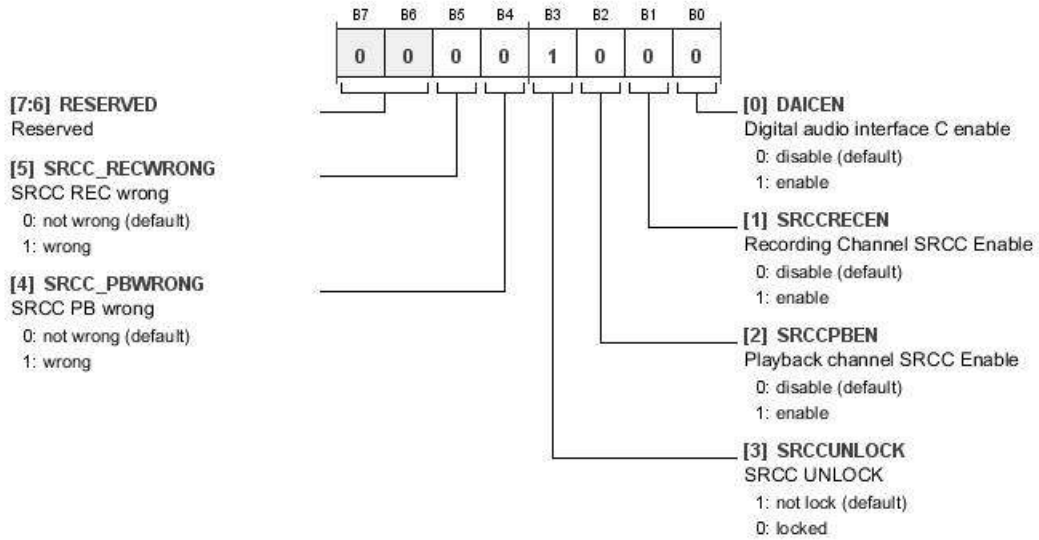 B7 B6 B5 B4 B3 B2 B1 B0
0 0 0 0 1 0 0 0
[7:6] RESERVED
Reserved
[5] SRCC_RECWRONG
SRCC REC wrong
0: not wrong (default)
1: wrong
[4] SRCC_PBWRONG
SRCC PB wrong
0: not wrong (default)
1: wrong
[0] DAICEN
Digital audio interface C enable
0: disable (default)
1: enable
[1] SRCCRECEN
Recording Channel SRCC Enable
0: disable (default)
1: enable
[2] SRCCPBEN
Playback channel SRCC Enable
0: disable (default)
1: enable
[3] SRCCUNLOCK
SRCC UNLOCK
1: not lock (default)
0: locked